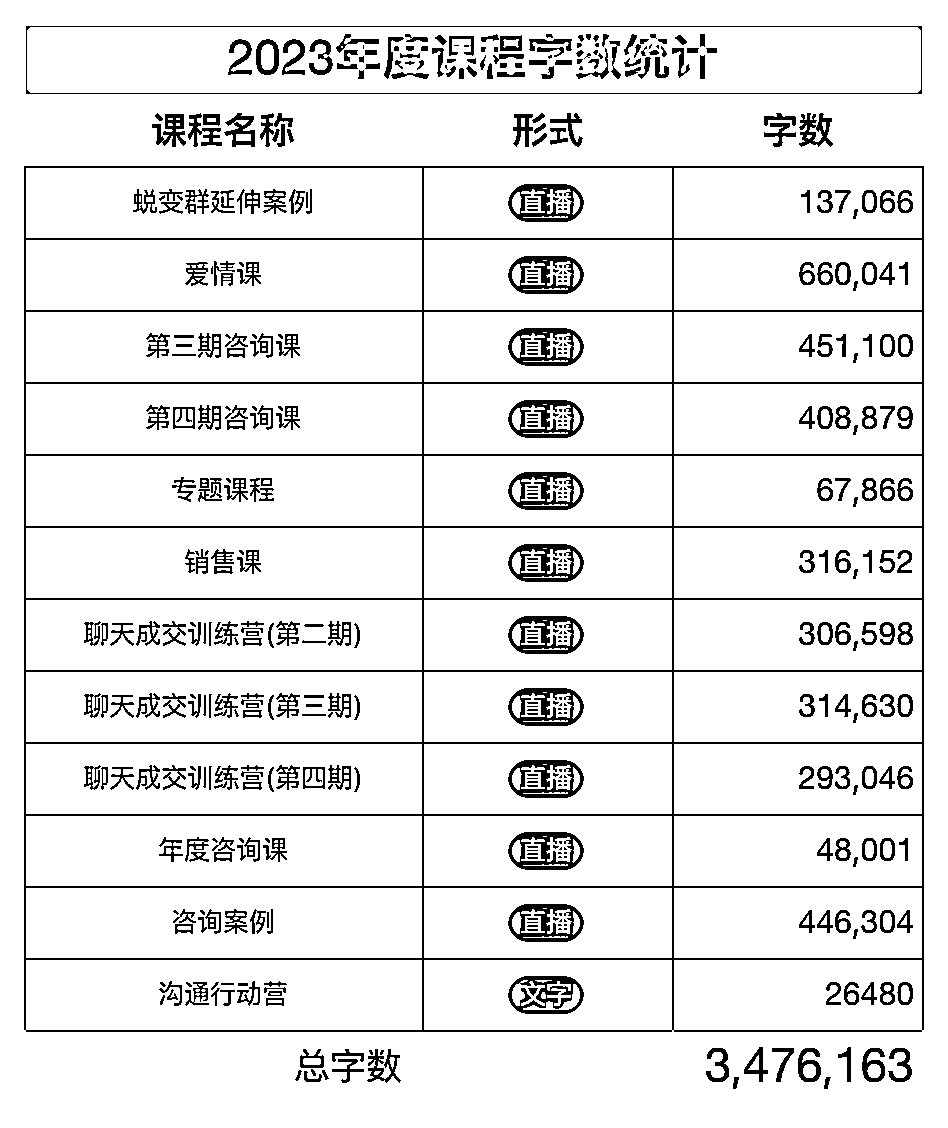 2023年度课程字数统计
课程名称 形式 字数
蜕变群延伸案例 直播 137,066
爱情课 直播 660,041
第三期咨询课 直播 451,100
第四期咨询课 直播 408,879
专题课程 直播 67,866
销售课 直播 316,152
聊天成交训练营(第二期) 直播 306,598
聊天成交训练营(第三期) 直播 314,630
聊天成交训练营(第四期) 直播 293,046
年度咨询课 直播 48,001
咨询案例 直播 446,304
沟通行动营 文字 26480
总字数 3,476,163